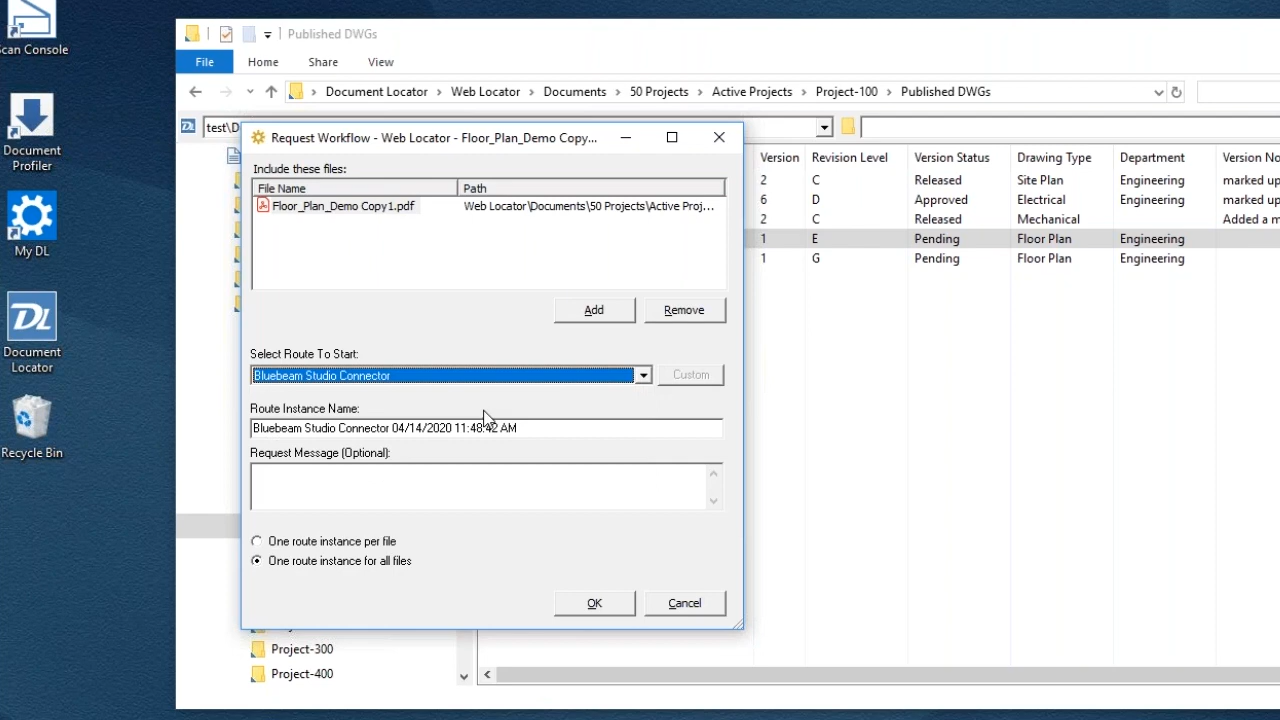 Scan Console
Document
Profiler
My DL
DL
Document
Locator
Recycle Bin
Published DWGs
File Home Share View
Document Locator Web Locator Documents 50 Projects Active Projects Project-100 Published DWGs
DL test\D
Request Workflow - Web Locator - Floor_Plan_Demo Copy...
Include these files:
File Name Path
Floor_Plan_Demo Copy1.pdf Web Locator\Documents\50 Projects\Active Proj...
Add Remove
Select Route To Start:
Bluebeam Studio Connector Custom
Route Instance Name:
Bluebeam Studio Connector 04/14/2020 11:48:42 AM
Request Message (Optional):
One route instance per file
One route instance for all files
OK Cancel
Version Revision Level Version Status Drawing Type Department Version No
2 C Released Site Plan Engineering marked up
6 D Approved Electrical Engineering marked up
2 C Released Mechanical Added a m
1 E Pending Floor Plan Engineering
1 G Pending Floor Plan Engineering
Project-300
Project-400